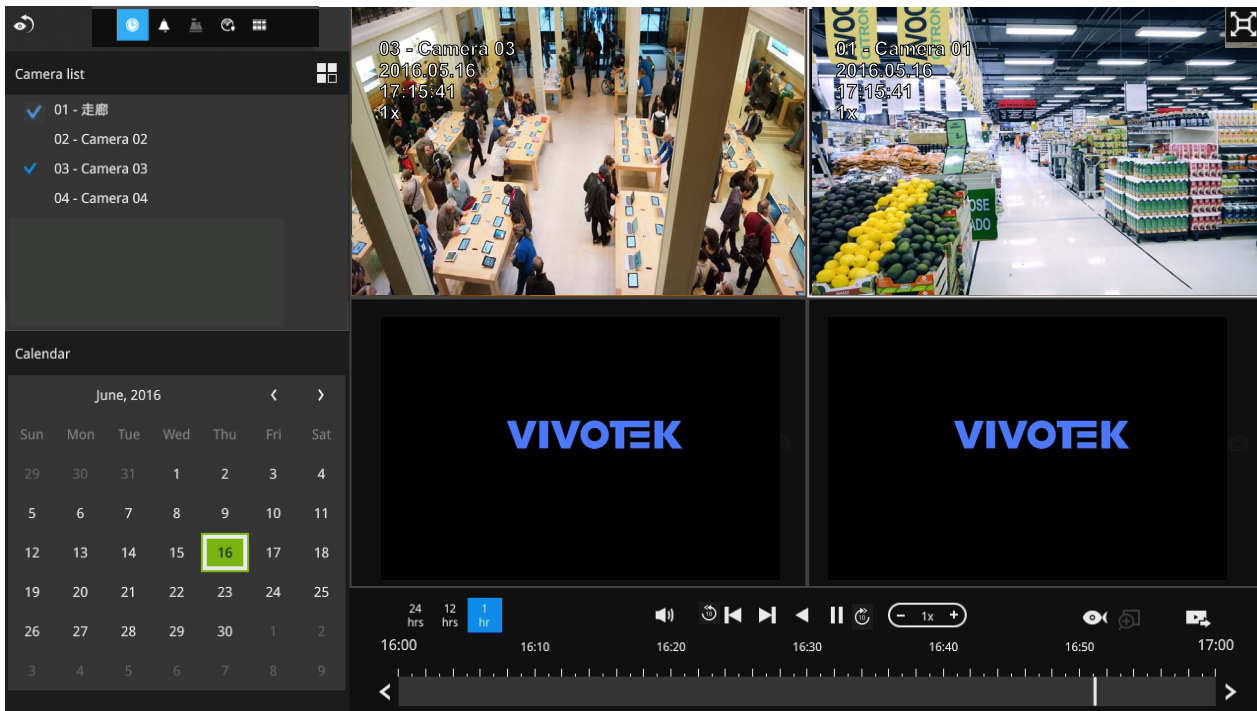 Camera list
01 - 走廊
02 - Camera 02
03 - Camera 03
04 - Camera 04
Calendar
June, 2016
Sun Mon Tue Wed Thu Fri Sat
29 30 31 1 2 3 4
5 6 7 8 9 10 11
12 13 14 15 16 17 18
19 20 21 22 23 24 25
26 27 28 29 30 1 2
3 4 5 6 7 8 9
03 - Camera 03
2016.05.16
17:15:41
1x
01 - Camera 01
2016.05.16
17:15:41
1x
VIVOTEK
VIVOTEK
24 hrs
12 hrs
1 hr
10
10
1x
16:00 16:10 16:20 16:30 16:40 16:50 17:00